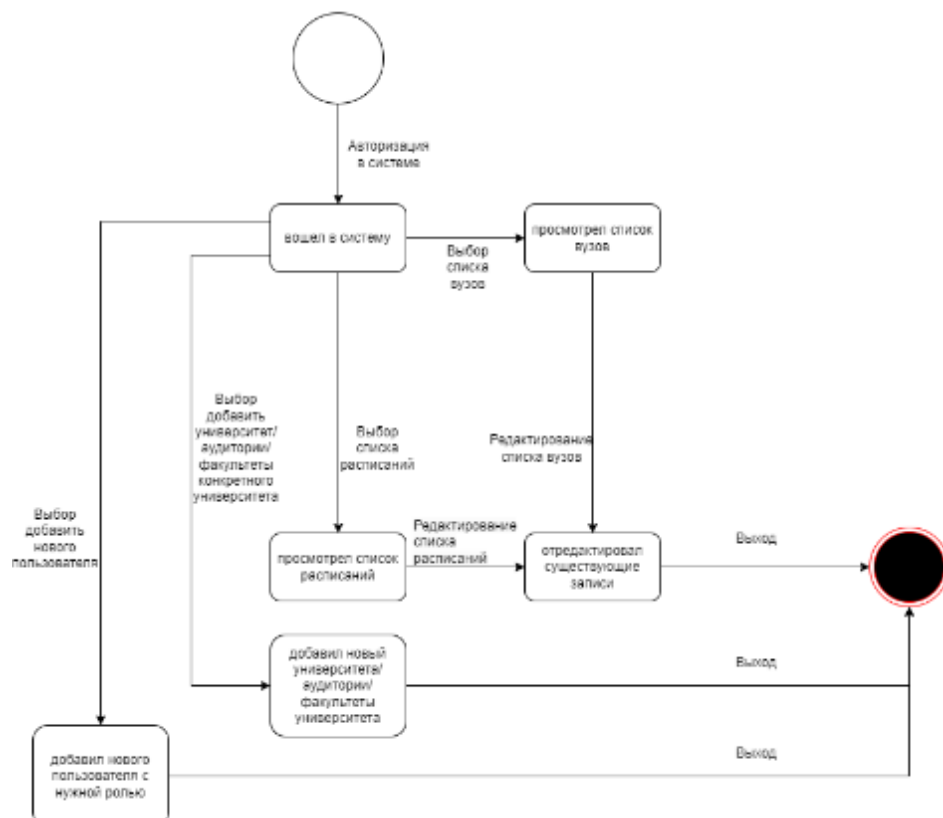 Авторизация
в системе
вошел в систему
просмотрел список
вузов
Выбор
списка
вузов
Выбор
добавить
университет/
аудитории/
факультеты
конкретного
университета
Выбор
списка
расписаний
Редактирование
списка вузов
Выбор
добавить
нового
пользователя
просмотрел список
расписаний
Редактирование
списка
расписаний
отредактировал
существующие
записи
Выход
добавил новый
университета/
аудитории/
факультеты
университета
Выход
добавил нового
пользователя с
нужной ролью
Выход